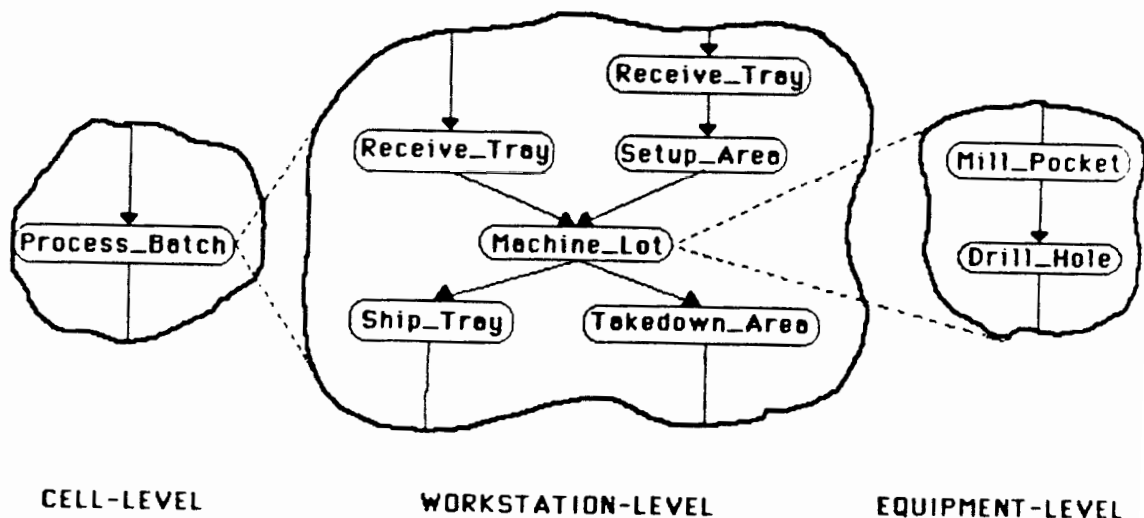 Receive_Tray
Receive_Tray
Setup_Area
Mill_Pocket
Process_Batch
Machine_Lot
Drill_Hole
Ship_Tray
Takedown_Area
CELL-LEVEL
WORKSTATION-LEVEL
EQUIPMENT-LEVEL